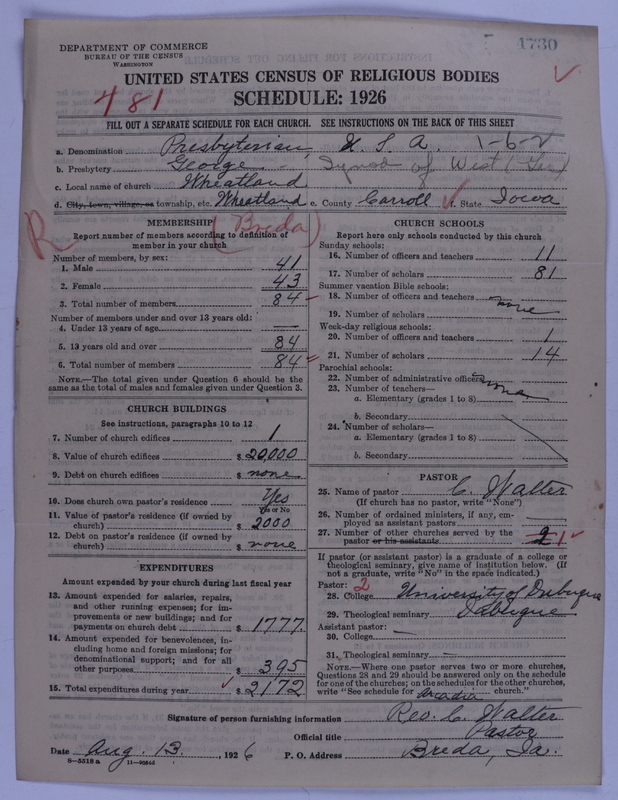 1730
DEPARTMENT OF COMMERCE
BUREAU OF THE CENSUS
WASHINGTON
UNITED STATES CENSUS OF RELIGIOUS BODIES
SCHEDULE: 1926
481
FILL OUT A SEPARATE SCHEDULE FOR EACH CHURCH. SEE INSTRUCTIONS ON THE BACK OF THIS SHEET
a. Denomination Presbyterian, U. S. A. 1-6-2
b. Presbytery George - Synod of West (Ger)
c. Local name of church Wheatland
d. City, town, village, or township, etc. Wheatland e. County Carroll f. State Iowa
R (Breda)
MEMBERSHIP
Report number of members according to definition of
member in your church
Number of members, by sex:
1. Male 41
2. Female 43
3. Total number of members 84
Number of members under and over 13 years old:
4. Under 13 years of age —
5. 13 years old and over 84
6. Total number of members 84
NOTE.—The total given under Question 6 should be the
same as the total of males and females given under Question 3.
CHURCH BUILDINGS
See instructions, paragraphs 10 to 12
7. Number of church edifices 1
8. Value of church edifices $ 20,000
9. Debt on church edifices $ none
10. Does church own pastor's residence Yes
Yes or No
11. Value of pastor's residence (if owned by
church) $ 2000
12. Debt on pastor's residence (if owned by
church) $ none
EXPENDITURES
Amount expended by your church during last fiscal year
13. Amount expended for salaries, repairs,
and other running expenses; for im-
provements or new buildings; and for
payments on church debt $ 1777.
14. Amount expended for benevolences, in-
cluding home and foreign missions; for
denominational support; and for all
other purposes $ 395
15. Total expenditures during year $ 2172
CHURCH SCHOOLS
Report here only schools conducted by this church
Sunday schools:
16. Number of officers and teachers 11
17. Number of scholars 81
Summer vacation Bible schools:
18. Number of officers and teachers none
19. Number of scholars
Week-day religious schools:
20. Number of officers and teachers 1
21. Number of scholars 14
Parochial schools:
22. Number of administrative officers none
23. Number of teachers—
a. Elementary (grades 1 to 8)
b. Secondary
24. Number of scholars—
a. Elementary (grades 1 to 8)
b. Secondary
PASTOR
25. Name of pastor C. Walter
(If church has no pastor, write "None")
26. Number of ordained ministers, if any, em-
ployed as assistant pastors
27. Number of other churches served by the
pastor or his assistants 2 1
If pastor (or assistant pastor) is a graduate of a college or
theological seminary, give name of institution below. (If
not a graduate, write "No" in the space indicated.)
Pastor: 2
28. College University of Dubuque
29. Theological seminary Dubuque
Assistant pastor:
30. College —
31. Theological seminary —
NOTE.—Where one pastor serves two or more churches,
Questions 28 and 29 should be answered only on the schedule
for one of the churches; on the schedules for the other churches,
write "See schedule for Arcadia church."
Signature of person furnishing information Rev. C. Walter
Official title Pastor
Date Aug. 13, 1926 P. O. Address Breda, Ia.
8-5518 a